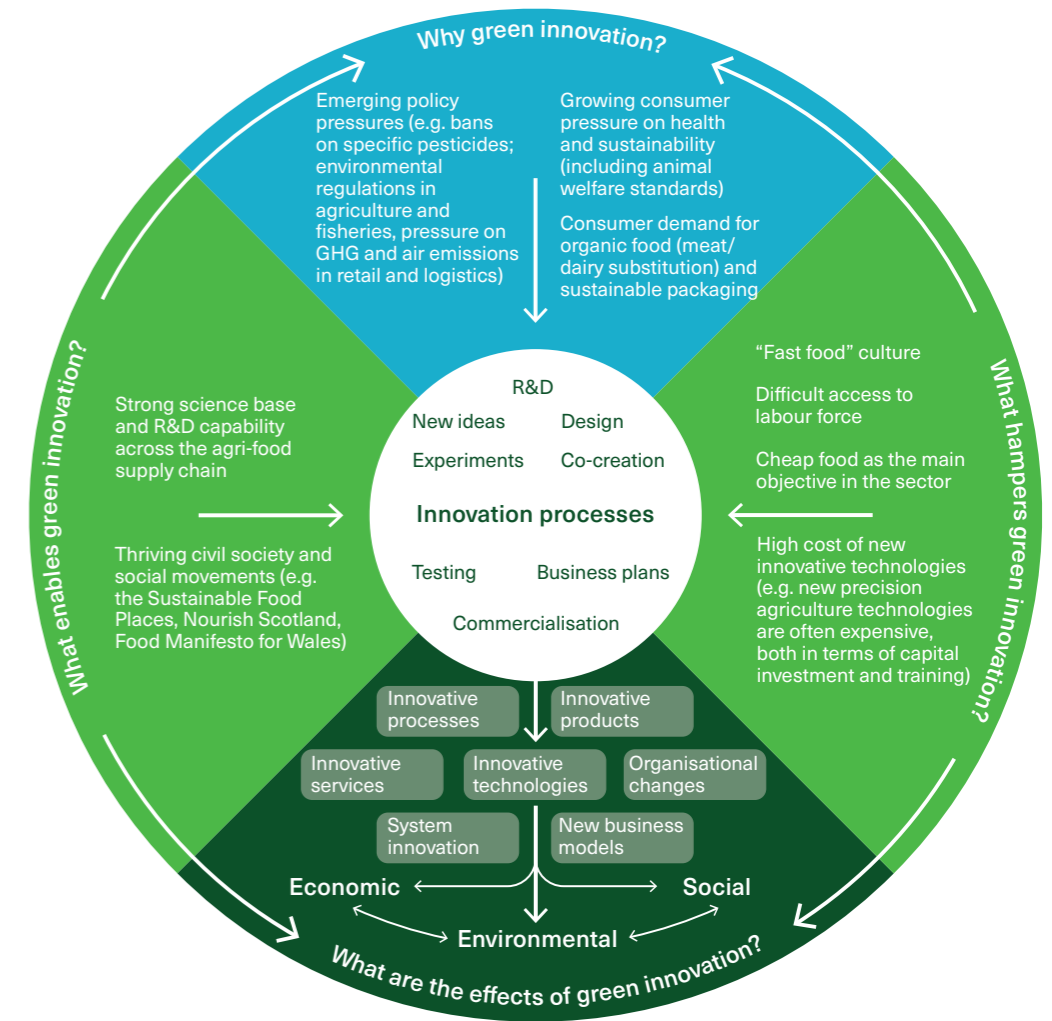 Why green innovation?
Emerging policy
pressures (e.g. bans
on specific pesticides;
environmental
regulations in
agriculture and
fisheries, pressure on
GHG and air emissions
in retail and logistics)
Growing consumer
pressure on health
and sustainability
(including animal
welfare standards)
Consumer demand for
organic food (meat/
dairy substitution) and
sustainable packaging
What enables green innovation?
Strong science base
and R&D capability
across the agri-food
supply chain
Thriving civil society and
social movements (e.g.
the Sustainable Food
Places, Nourish Scotland,
Food Manifesto for Wales)
R&D
New ideas
Design
Experiments
Co-creation
Innovation processes
Testing
Business plans
Commercialisation
What hampers green innovation?
“Fast food” culture
Difficult access to
labour force
Cheap food as the main
objective in the sector
High cost of new
innovative technologies
(e.g. new precision
agriculture technologies
are often expensive,
both in terms of capital
investment and training)
Innovative
processes
Innovative
products
Innovative
services
Innovative
technologies
Organisational
changes
System
innovation
New business
models
Economic
Social
Environmental
What are the effects of green innovation?